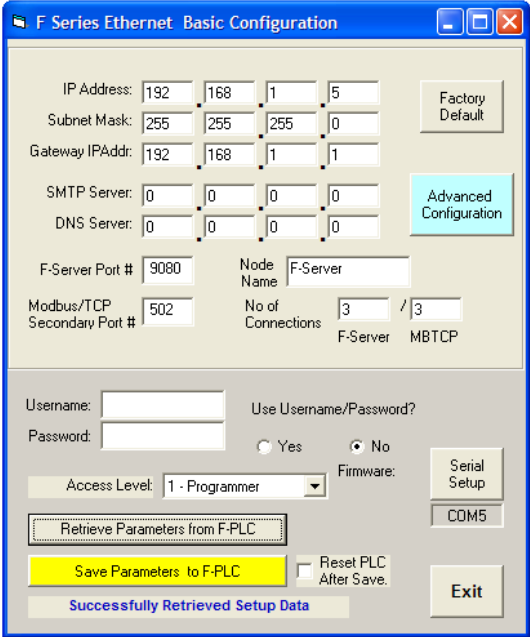 F Series Ethernet  Basic Configuration
IP Address: 192 . 168 . 1 . 5
Factory
Default
Subnet Mask: 255 . 255 . 255 . 0
Gateway IPAddr: 192 . 168 . 1 . 1
SMTP Server: 0 . 0 . 0 . 0
Advanced
Configuration
DNS Server: 0 . 0 . 0 . 0
F-Server Port # 9080
Node
Name F-Server
Modbus/TCP
Secondary Port # 502
No of
Connections 3 / 3
F-Server MBTCP
Username:
Use Username/Password?
Password:
Yes No
Firmware:
Serial
Setup
Access Level: 1 - Programmer
COM5
Retrieve Parameters from F-PLC
Save Parameters  to F-PLC
Reset PLC
After Save.
Exit
Successfully Retrieved Setup Data